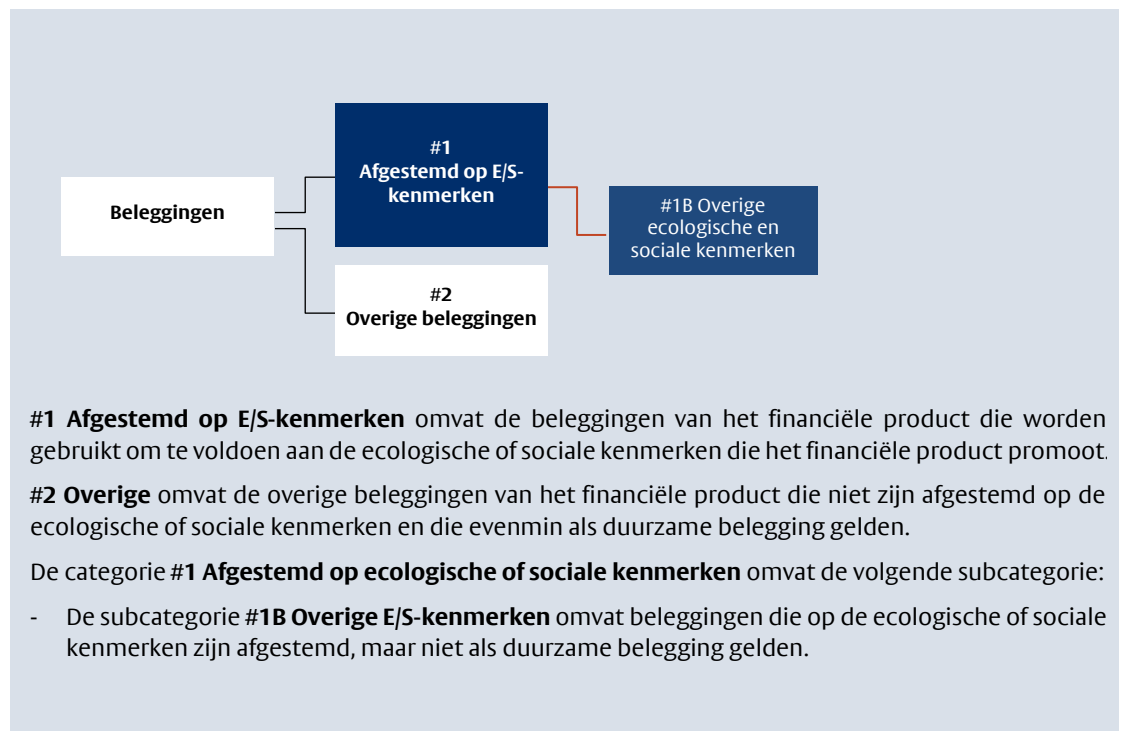 #1
Afgestemd op E/S-
kenmerken
Beleggingen
#1B Overige
ecologische en
sociale kenmerken
#2
Overige beleggingen
#1 Afgestemd op E/S-kenmerken omvat de beleggingen van het financiële product die worden
gebruikt om te voldoen aan de ecologische of sociale kenmerken die het financiële product promoot.
#2 Overige omvat de overige beleggingen van het financiële product die niet zijn afgestemd op de
ecologische of sociale kenmerken en die evenmin als duurzame belegging gelden.
De categorie #1 Afgestemd op ecologische of sociale kenmerken omvat de volgende subcategorie:
- De subcategorie #1B Overige E/S-kenmerken omvat beleggingen die op de ecologische of sociale
kenmerken zijn afgestemd, maar niet als duurzame belegging gelden.